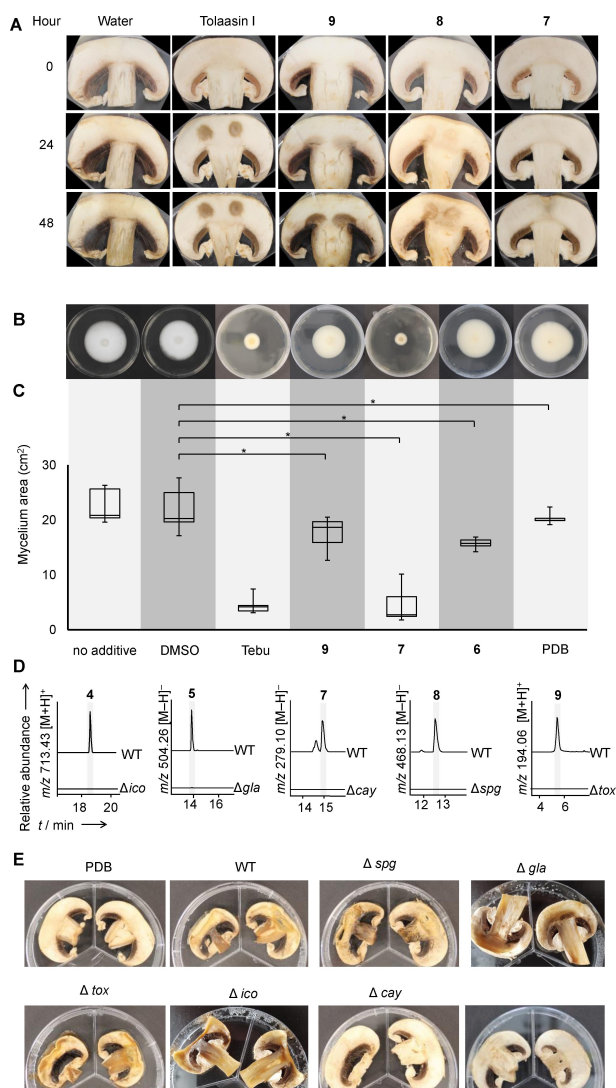 A Hour Water Tolaasin I 9 8 7
0
24
48
B
C
* 
*
*
*
Mycelium area (cm²)
30
20
10
0
no additive DMSO Tebu 9 7 6 PDB
D
Relative abundance
m/z 713.43 [M+H]⁺ 4 WT Δico 18 20
m/z 504.26 [M–H]⁻ 5 WT Δgla 14 16
m/z 279.10 [M–H]⁻ 7 WT Δcay 14 15
m/z 468.13 [M–H]⁻ 8 WT Δspg 12 13
m/z 194.06 [M+H]⁺ 9 WT Δtox 4 6
t / min
E
PDB WT Δ spg Δ gla
Δ tox Δ ico Δ cay